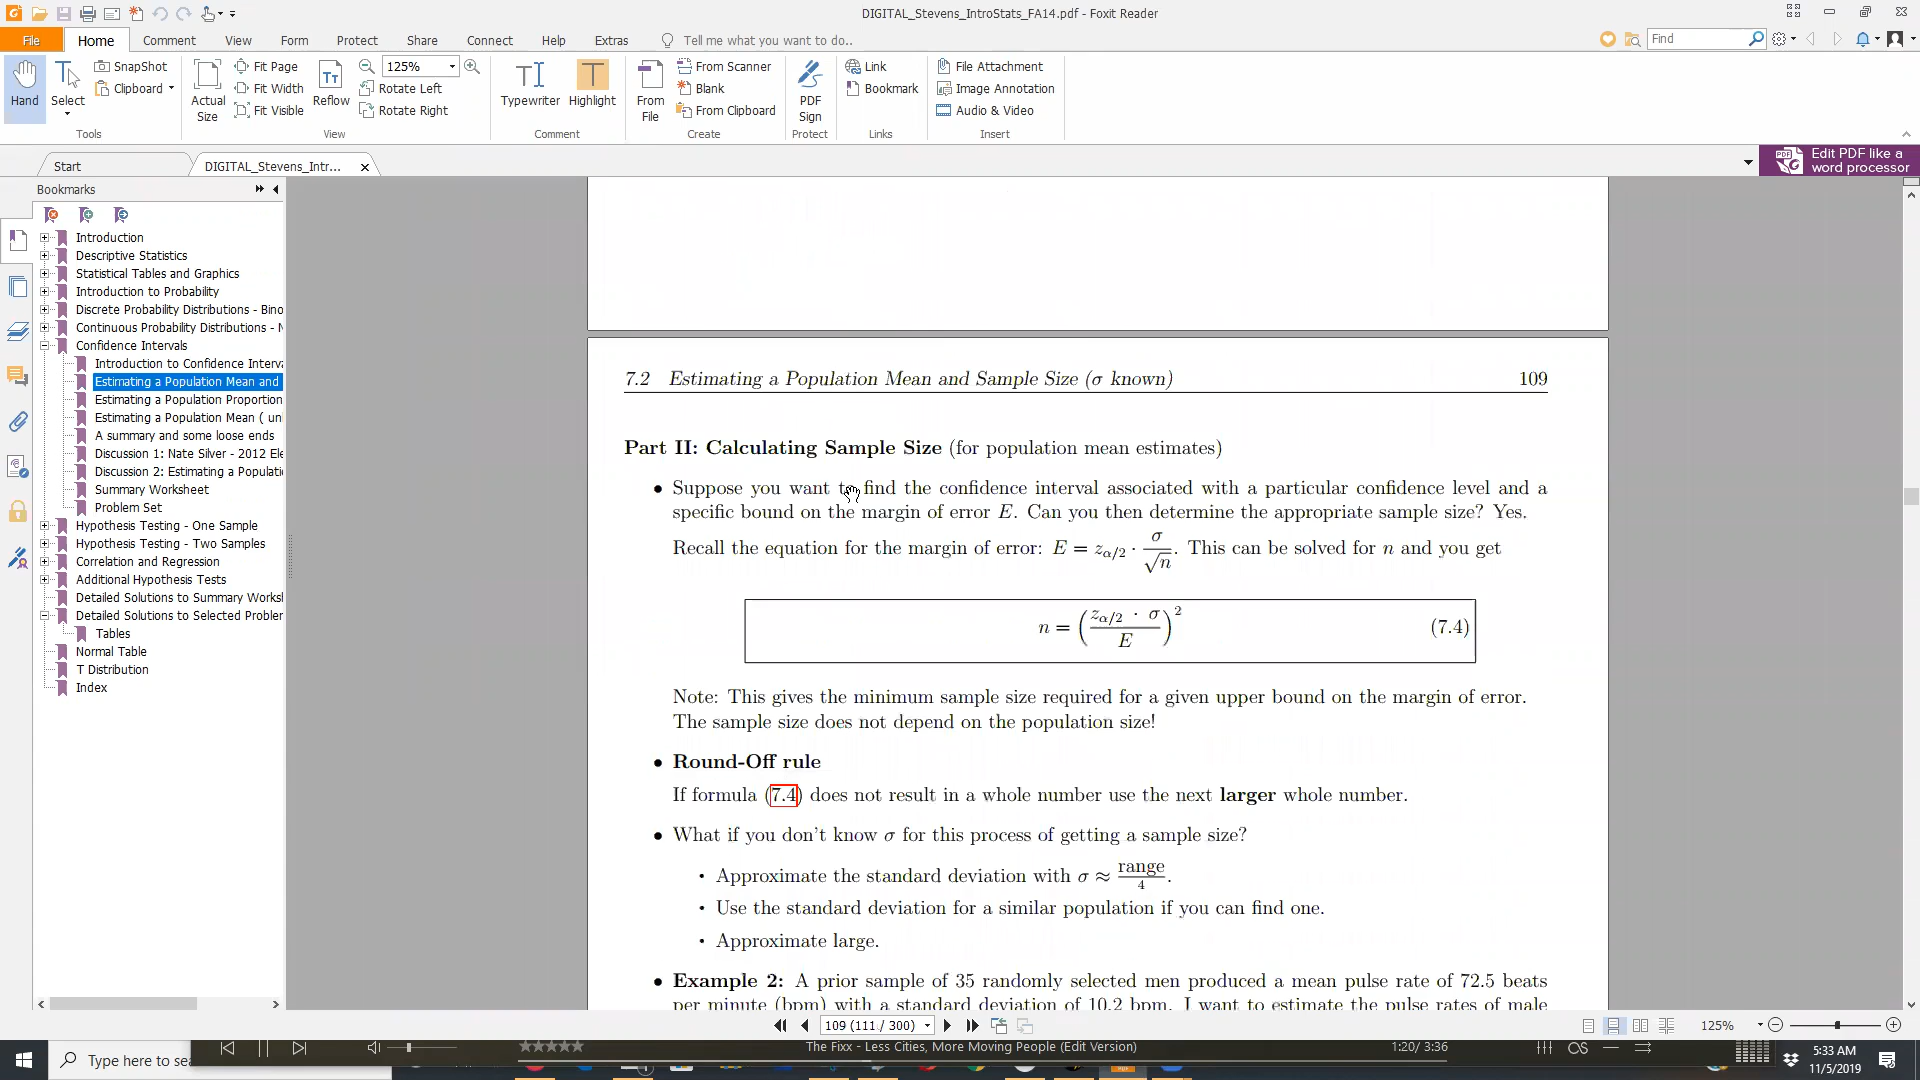 DIGITAL_Stevens_IntroStats_FA14.pdf - Foxit Reader
File Home Comment View Form Protect Share Connect Help Extras Tell me what you want to do.. Find
Hand
Select
SnapShot
Clipboard
Tools
Actual Size
Fit Page
Fit Width
Fit Visible
Reflow
125%
Rotate Left
Rotate Right
View
Typewriter
Highlight
Comment
From File
From Scanner
Blank
From Clipboard
Create
PDF Sign
Protect
Link
Bookmark
Links
File Attachment
Image Annotation
Audio & Video
Insert
Start
DIGITAL_Stevens_Intr...
Edit PDF like a
word processor
Bookmarks
Introduction
Descriptive Statistics
Statistical Tables and Graphics
Introduction to Probability
Discrete Probability Distributions - Bino
Continuous Probability Distributions - N
Confidence Intervals
Introduction to Confidence Interva
Estimating a Population Mean and
Estimating a Population Proportion
Estimating a Population Mean ( un
A summary and some loose ends
Discussion 1: Nate Silver - 2012 Ele
Discussion 2: Estimating a Populati
Summary Worksheet
Problem Set
Hypothesis Testing - One Sample
Hypothesis Testing - Two Samples
Correlation and Regression
Additional Hypothesis Tests
Detailed Solutions to Summary Worksh
Detailed Solutions to Selected Problem
Tables
Normal Table
T Distribution
Index
7.2 Estimating a Population Mean and Sample Size (σ known) 109
Part II: Calculating Sample Size (for population mean estimates)
• Suppose you want to find the confidence interval associated with a particular confidence level and a
specific bound on the margin of error E. Can you then determine the appropriate sample size? Yes.
Recall the equation for the margin of error: E = z_{α/2} · σ/√n. This can be solved for n and you get
n = (z_{α/2} · σ / E)² (7.4)
Note: This gives the minimum sample size required for a given upper bound on the margin of error.
The sample size does not depend on the population size!
• Round-Off rule
If formula (7.4) does not result in a whole number use the next larger whole number.
• What if you don't know σ for this process of getting a sample size?
· Approximate the standard deviation with σ ≈ range/4.
· Use the standard deviation for a similar population if you can find one.
· Approximate large.
• Example 2: A prior sample of 35 randomly selected men produced a mean pulse rate of 72.5 beats
per minute (bpm) with a standard deviation of 10.2 bpm. I want to estimate the pulse rates of male
109 (111 / 300)
125%
Type here to sea
The Fixx - Less Cities, More Moving People (Edit Version)
1:20/ 3:36
5:33 AM
11/5/2019